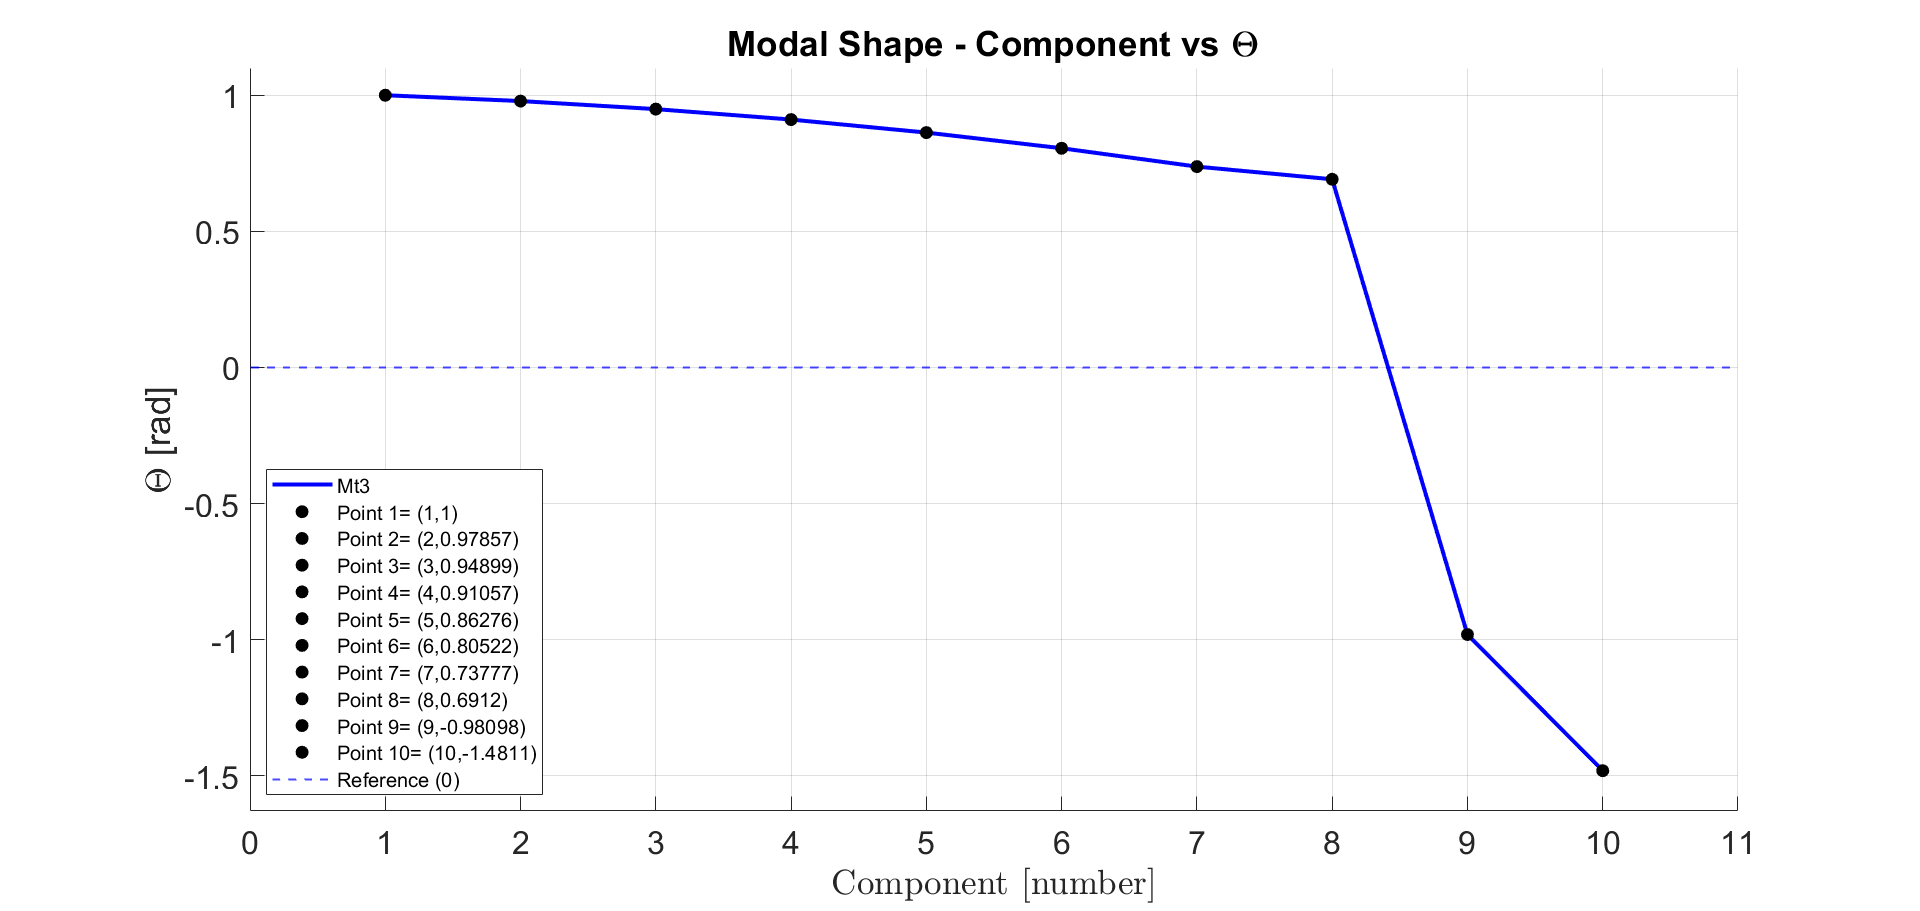 Modal Shape - Component vs Θ
1
0.5
0
-0.5
-1
-1.5
Θ [rad]
Mt3
Point 1= (1,1)
Point 2= (2,0.97857)
Point 3= (3,0.94899)
Point 4= (4,0.91057)
Point 5= (5,0.86276)
Point 6= (6,0.80522)
Point 7= (7,0.73777)
Point 8= (8,0.6912)
Point 9= (9,-0.98098)
Point 10= (10,-1.4811)
Reference (0)
0 1 2 3 4 5 6 7 8 9 10 11
Component [number]